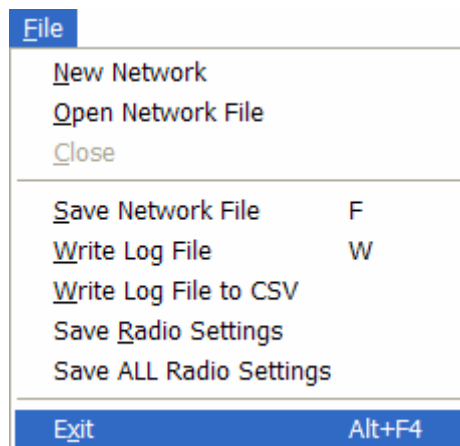 File
New Network
Open Network File
Close
Save Network File F
Write Log File W
Write Log File to CSV
Save Radio Settings
Save ALL Radio Settings
Exit Alt+F4